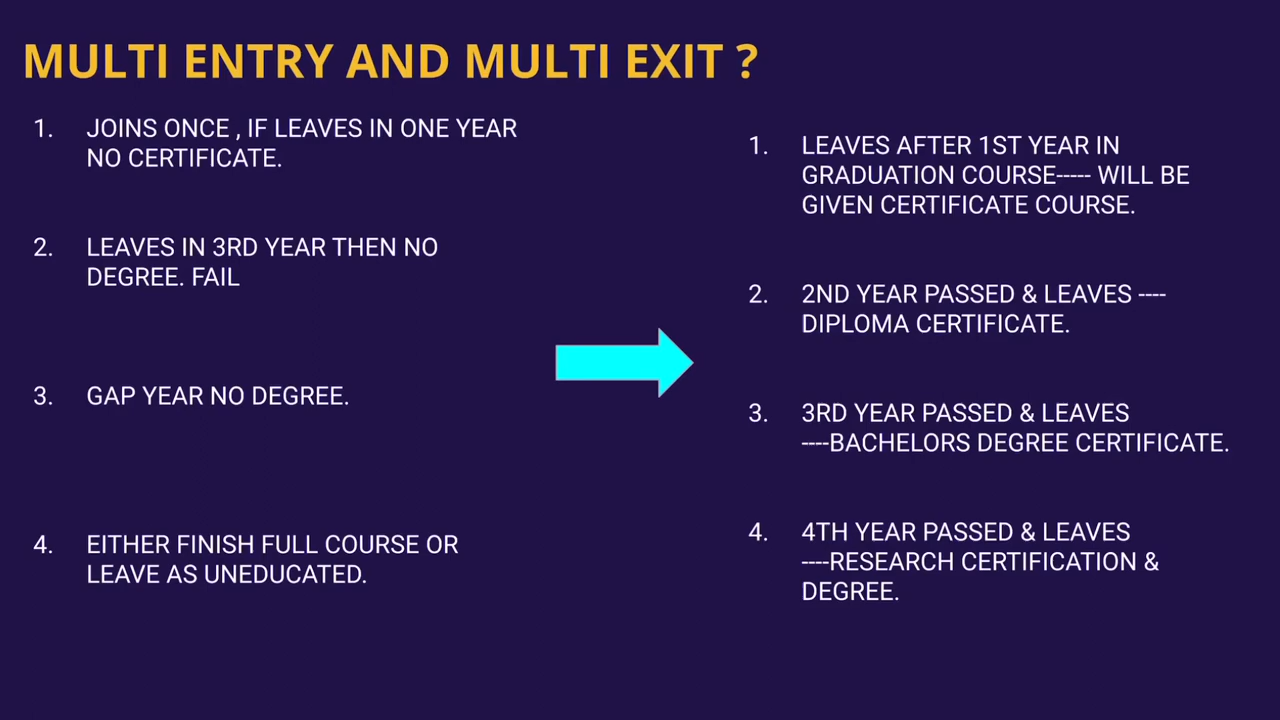 MULTI ENTRY AND MULTI EXIT ?
1. JOINS ONCE , IF LEAVES IN ONE YEAR
NO CERTIFICATE.
2. LEAVES IN 3RD YEAR THEN NO
DEGREE. FAIL
3. GAP YEAR NO DEGREE.
4. EITHER FINISH FULL COURSE OR
LEAVE AS UNEDUCATED.
1. LEAVES AFTER 1ST YEAR IN
GRADUATION COURSE----- WILL BE
GIVEN CERTIFICATE COURSE.
2. 2ND YEAR PASSED & LEAVES ----
DIPLOMA CERTIFICATE.
3. 3RD YEAR PASSED & LEAVES
----BACHELORS DEGREE CERTIFICATE.
4. 4TH YEAR PASSED & LEAVES
----RESEARCH CERTIFICATION &
DEGREE.